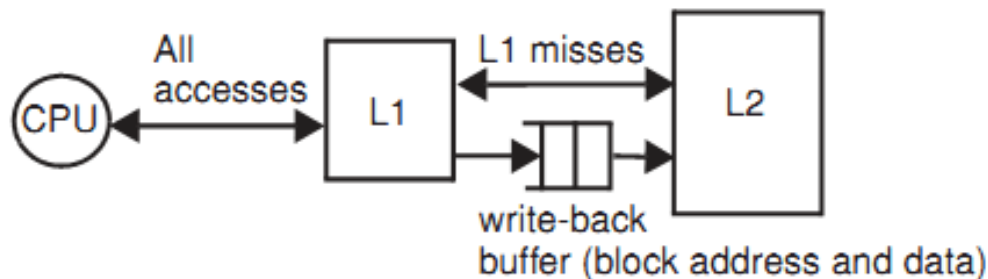 All
accesses
CPU
L1
L1 misses
L2
write-back
buffer (block address and data)